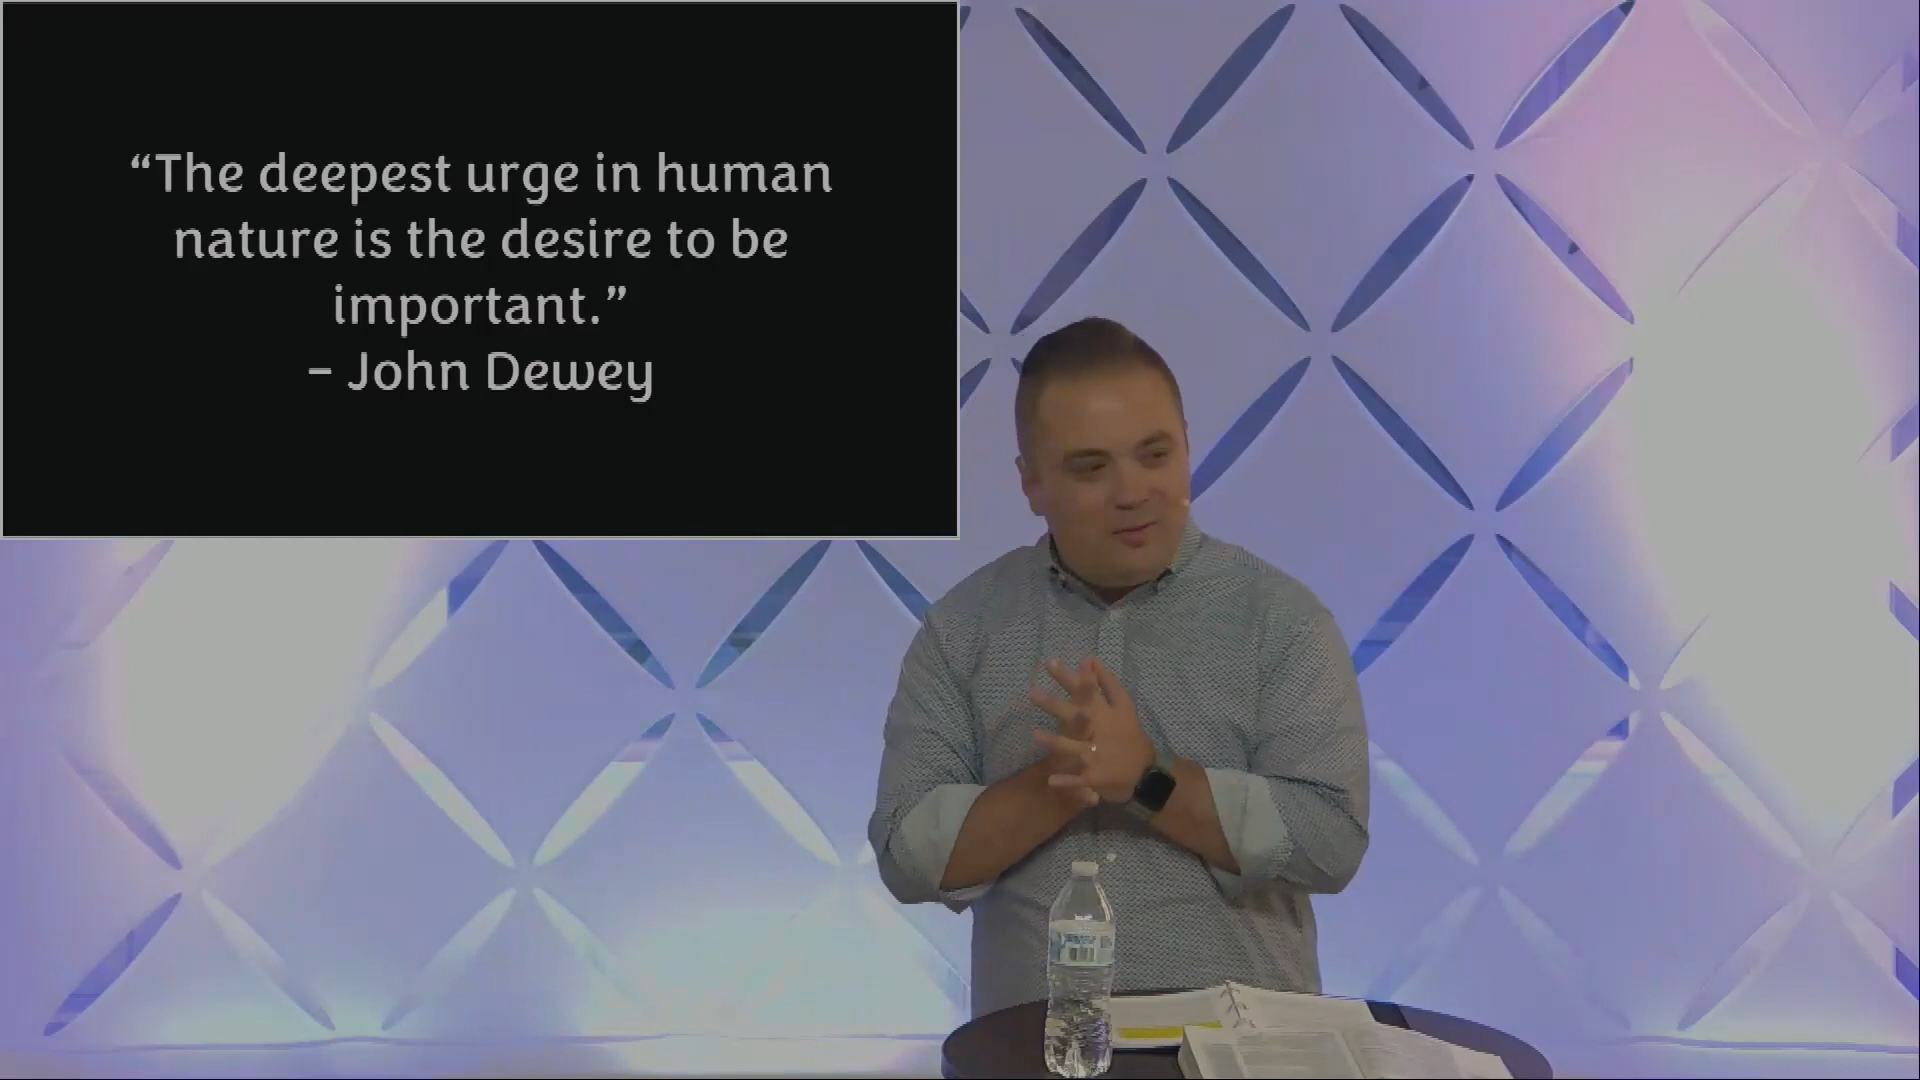 “The deepest urge in human
nature is the desire to be
important.”
– John Dewey